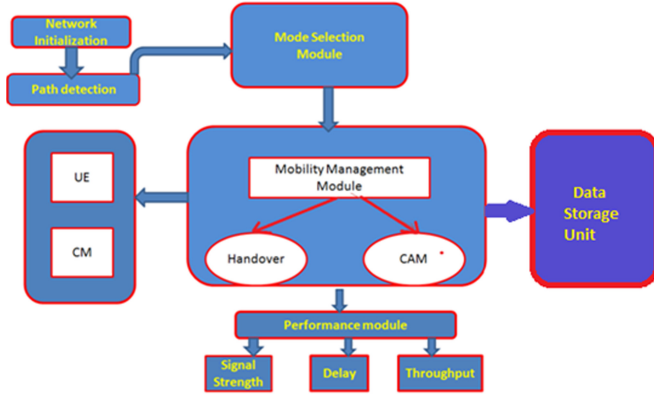 Network
Initialization
Path detection
Mode Selection
Module
UE
CM
Mobility Management
Module
Handover
CAM
Data
Storage
Unit
Performance module
Signal
Strength
Delay
Throughput